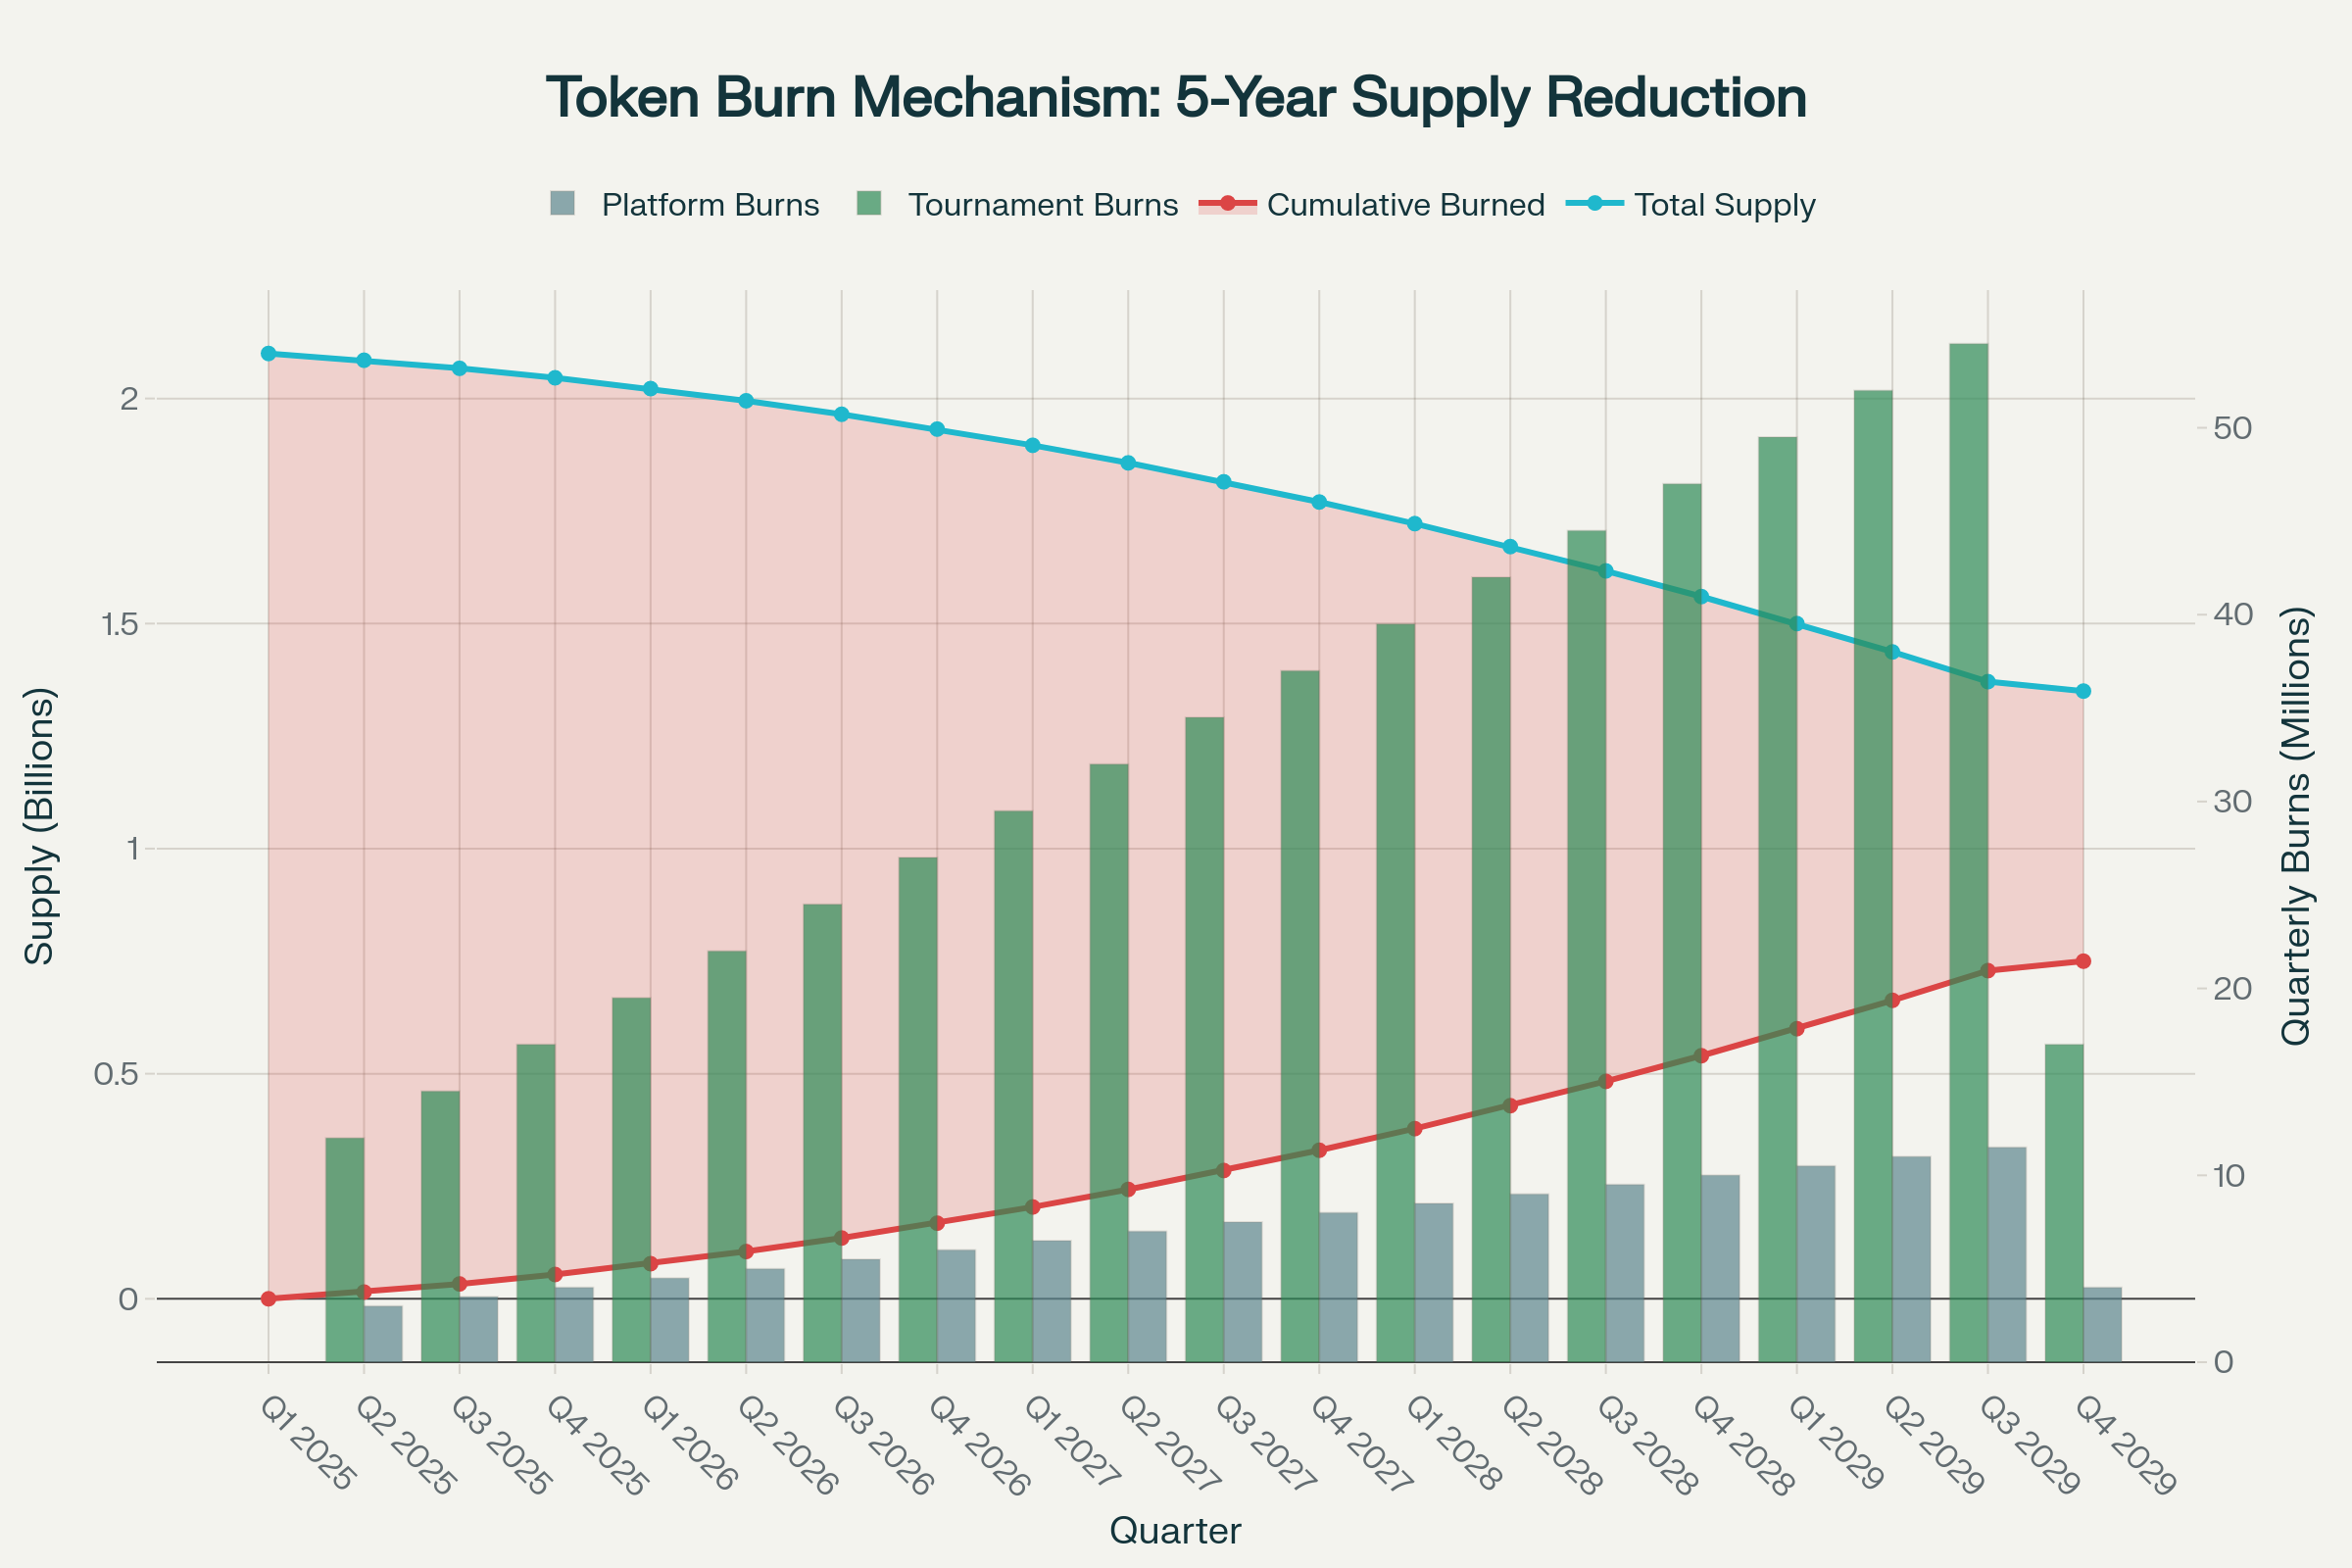 Token Burn Mechanism: 5-Year Supply Reduction
Platform Burns
Tournament Burns
Cumulative Burned
Total Supply
Supply (Billions)
2
1.5
1
0.5
0
Quarterly Burns (Millions)
50
40
30
20
10
0
Q1 2025
Q2 2025
Q3 2025
Q4 2025
Q1 2026
Q2 2026
Q3 2026
Q4 2026
Q1 2027
Q2 2027
Q3 2027
Q4 2027
Q1 2028
Q2 2028
Q3 2028
Q4 2028
Q1 2029
Q2 2029
Q3 2029
Q4 2029
Quarter